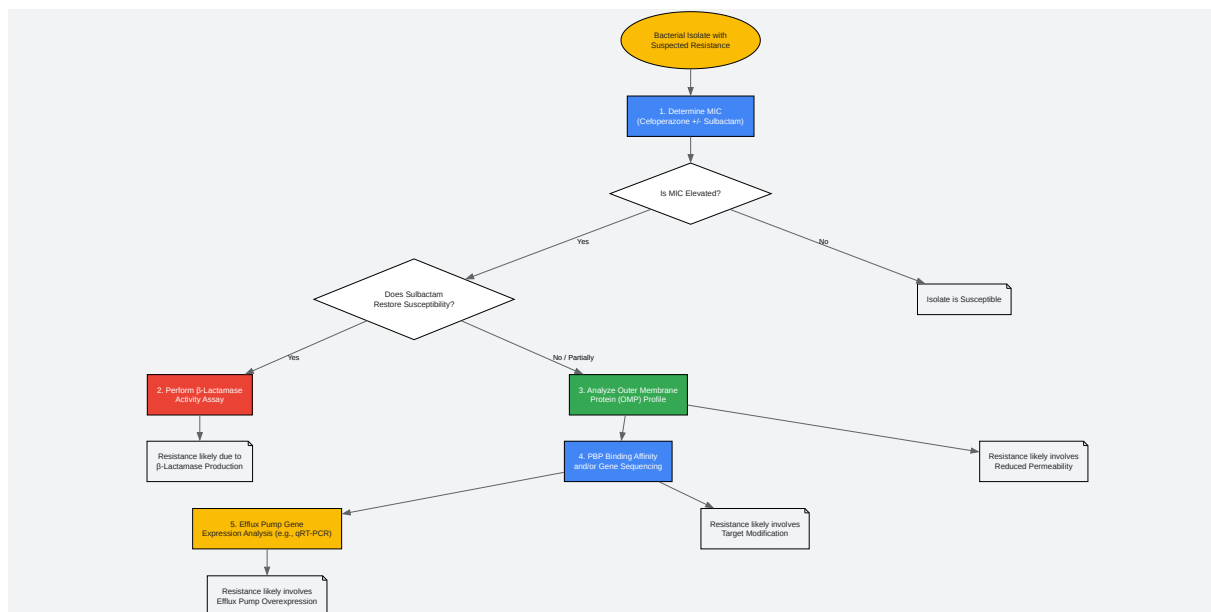 Bacterial Isolate with
Suspected Resistance
1. Determine MIC
(Cefoperazone +/- Sulbactam)
Is MIC Elevated?
Yes
No
Does Sulbactam
Restore Susceptibility?
Isolate is Susceptible
Yes
No / Partially
2. Perform β-Lactamase
Activity Assay
3. Analyze Outer Membrane
Protein (OMP) Profile
Resistance likely due to
β-Lactamase Production
4. PBP Binding Affinity
and/or Gene Sequencing
Resistance likely involves
Reduced Permeability
5. Efflux Pump Gene
Expression Analysis (e.g., qRT-PCR)
Resistance likely involves
Target Modification
Resistance likely involves
Efflux Pump Overexpression